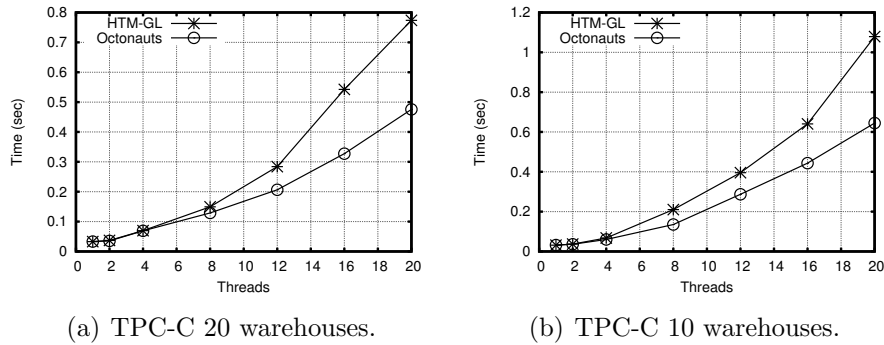 HTM-GL
Octonauts
0.8
0.7
0.6
0.5
0.4
0.3
0.2
0.1
0
Time (sec)
0 2 4 6 8 10 12 14 16 18 20
Threads
(a) TPC-C 20 warehouses.
HTM-GL
Octonauts
1.2
1
0.8
0.6
0.4
0.2
0
Time (sec)
0 2 4 6 8 10 12 14 16 18 20
Threads
(b) TPC-C 10 warehouses.